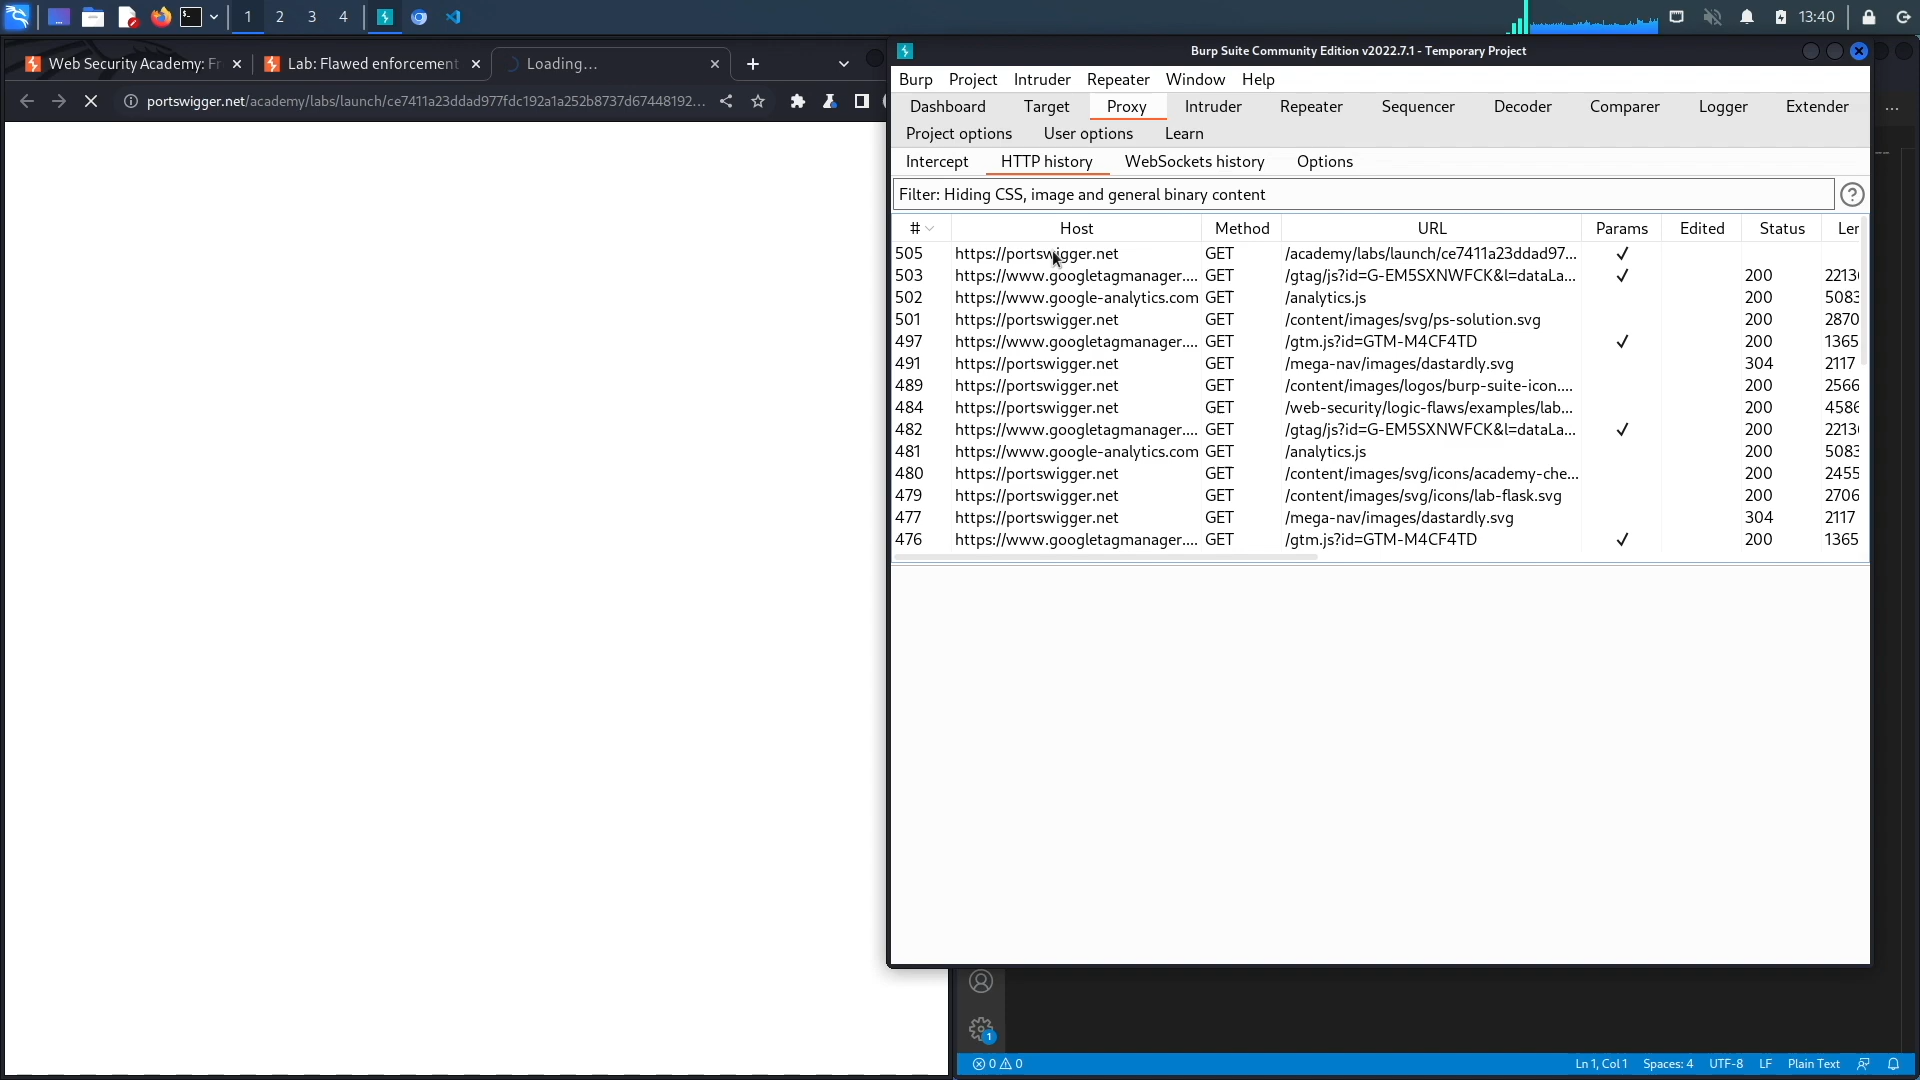 1 2 3 4 13:40
Web Security Academy: Fr Lab: Flawed enforcement Loading...
portswigger.net/academy/labs/launch/ce7411a23ddad977fdc192a1a252b8737d67448192...
Burp Suite Community Edition v2022.7.1 - Temporary Project
Burp Project Intruder Repeater Window Help
Dashboard Target Proxy Intruder Repeater Sequencer Decoder Comparer Logger Extender
Project options User options Learn
Intercept HTTP history WebSockets history Options
Filter: Hiding CSS, image and general binary content ?
# Host Method URL Params Edited Status Ler
505 https://portswigger.net GET /academy/labs/launch/ce7411a23ddad97... ✓
503 https://www.googletagmanager.... GET /gtag/js?id=G-EM5SXNWFCK&l=dataLa... ✓ 200 2213
502 https://www.google-analytics.com GET /analytics.js 200 5083
501 https://portswigger.net GET /content/images/svg/ps-solution.svg 200 2870
497 https://www.googletagmanager.... GET /gtm.js?id=GTM-M4CF4TD ✓ 200 1365
491 https://portswigger.net GET /mega-nav/images/dastardly.svg 304 2117
489 https://portswigger.net GET /content/images/logos/burp-suite-icon.... 200 2566
484 https://portswigger.net GET /web-security/logic-flaws/examples/lab... 200 4586
482 https://www.googletagmanager.... GET /gtag/js?id=G-EM5SXNWFCK&l=dataLa... ✓ 200 2213
481 https://www.google-analytics.com GET /analytics.js 200 5083
480 https://portswigger.net GET /content/images/svg/icons/academy-che... 200 2455
479 https://portswigger.net GET /content/images/svg/icons/lab-flask.svg 200 2706
477 https://portswigger.net GET /mega-nav/images/dastardly.svg 304 2117
476 https://www.googletagmanager.... GET /gtm.js?id=GTM-M4CF4TD ✓ 200 1365
1
0 0 Ln 1, Col 1 Spaces: 4 UTF-8 LF Plain Text